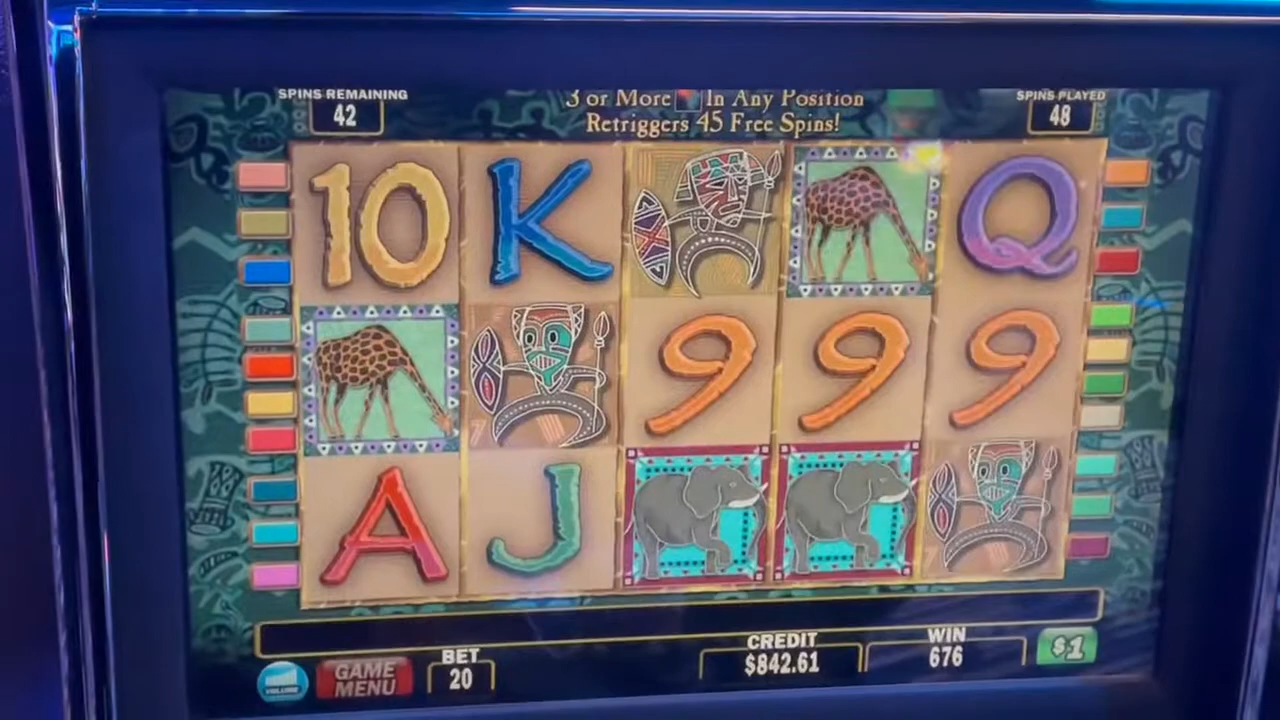 SPINS REMAINING
42
3 or More In Any Position
Retriggers 45 Free Spins!
SPINS PLAYED
48
10 K Q
9 9 9
A J
BET
20
CREDIT
$842.61
WIN
676
$1
VOLUME
GAME
MENU